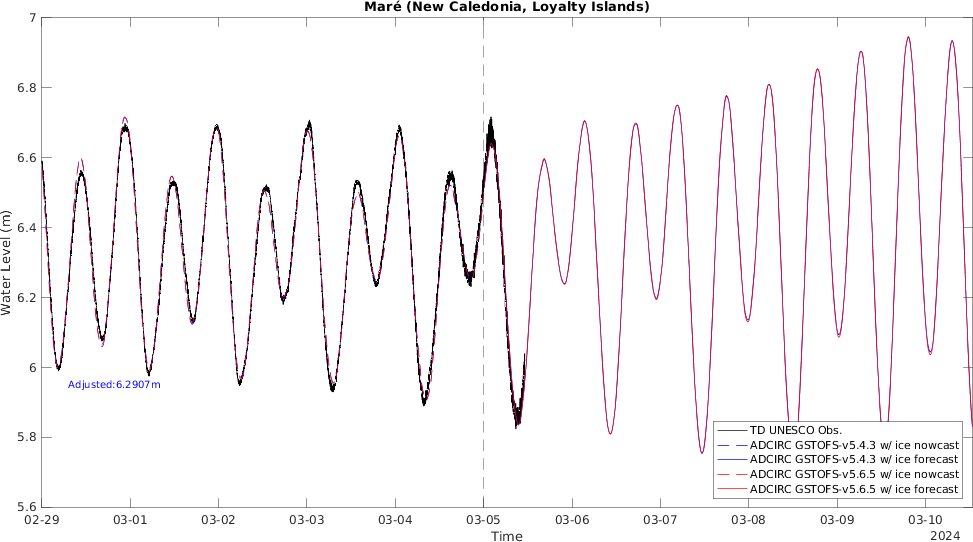 Maré (New Caledonia, Loyalty Islands)
7
6.8
6.6
6.4
6.2
6
5.8
5.6
Water Level (m)
Adjusted:6.2907m
TD UNESCO Obs.
ADCIRC GSTOFS-v5.4.3 w/ ice nowcast
ADCIRC GSTOFS-v5.4.3 w/ ice forecast
ADCIRC GSTOFS-v5.6.5 w/ ice nowcast
ADCIRC GSTOFS-v5.6.5 w/ ice forecast
02-29 03-01 03-02 03-03 03-04 03-05 03-06 03-07 03-08 03-09 03-10
Time
2024